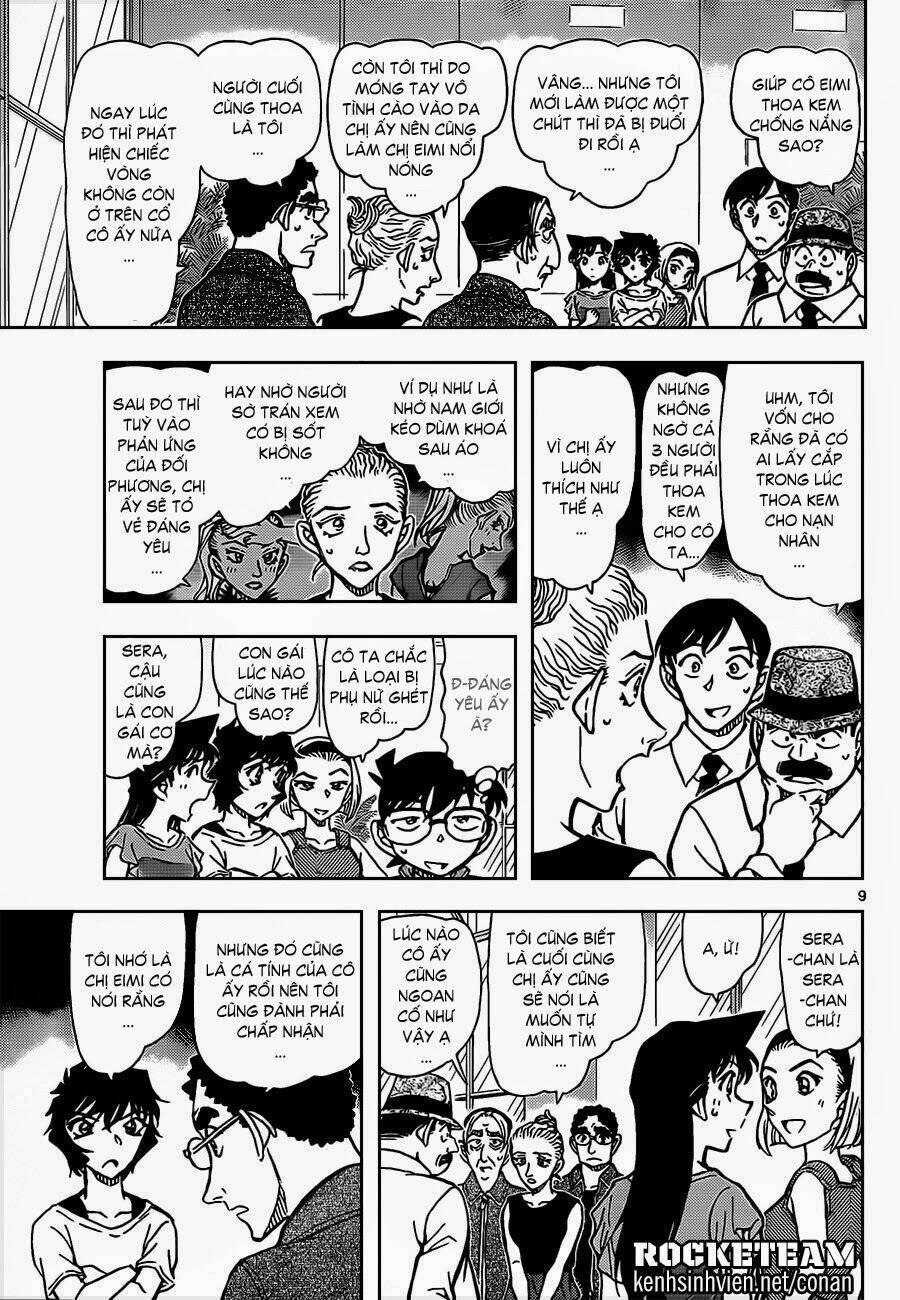 GIÚP CÔ EIMI
THOA KEM
CHỐNG NẮNG
SAO?
VÂNG... NHƯNG TÔI
MỚI LÀM ĐƯỢC MỘT
CHÚT THÌ ĐÃ BỊ ĐUỔI
ĐI RỒI Ạ
CÒN TÔI THÌ DO
MÓNG TAY VÔ
TÌNH CÀO VÀO DA
CHỊ ẤY NÊN CŨNG
LÀM CHỊ EIMI NỔI
NÓNG
...
NGƯỜI CUỐI
CÙNG THOA
LÀ TÔI
...
NGAY LÚC
ĐÓ THÌ PHÁT
HIỆN CHIẾC
VÒNG
KHÔNG CÒN
Ở TRÊN CỔ
CÔ ẤY NỮA
...
UHM, TÔI
VỐN CHO
RẰNG ĐÃ CÓ
AI LẤY CẮP
TRONG LÚC
THOA KEM
CHO NẠN
NHÂN
NHƯNG
KHÔNG
NGỜ CẢ
3 NGƯỜI
ĐỀU PHẢI
THOA
KEM
CHO CÔ
TA...
VÌ CHỊ ẤY
LUÔN
THÍCH NHƯ
THẾ Ạ
...
VÍ DỤ NHƯ LÀ
NHỜ NAM GIỚI
KÉO DÙM KHOÁ
SAU ÁO
...
HAY NHỜ NGƯỜI
SỜ TRÁN XEM
CÓ BỊ SỐT
KHÔNG
...
SAU ĐÓ THÌ
TUỲ VÀO
PHẢN ỨNG
CỦA ĐỐI
PHƯƠNG, CHỊ
ẤY SẼ TỎ
VẺ ĐÁNG
YÊU
...
Đ-ĐÁNG
YÊU ẤY
À?
CÔ TA CHẮC
LÀ LOẠI BỊ
PHỤ NỮ GHÉT
RỒI...
CON GÁI
LÚC NÀO
CŨNG THẾ
SAO?
SERA,
CẬU
CŨNG
LÀ CON
GÁI CƠ
MÀ?
9
SERA
-CHAN LÀ
SERA
-CHAN
CHỨ!
A, Ừ!
TÔI CŨNG BIẾT
LÀ CUỐI CÙNG
CHỊ ẤY CŨNG
SẼ NÓI LÀ
MUỐN TỰ
MÌNH TÌM
...
LÚC NÀO
CÔ ẤY
CŨNG
NGOAN
CỐ NHƯ
VẬY Ạ
...
NHƯNG ĐÓ CŨNG
LÀ CÁ TÍNH CỦA CÔ
ẤY RỒI NÊN TÔI
CŨNG ĐÀNH PHẢI
CHẤP NHẬN
...
TÔI NHỚ LÀ
CHỊ EIMI CÓ
NÓI RẰNG
...
ROCKETEAM
kenhsinhvien.net/conan